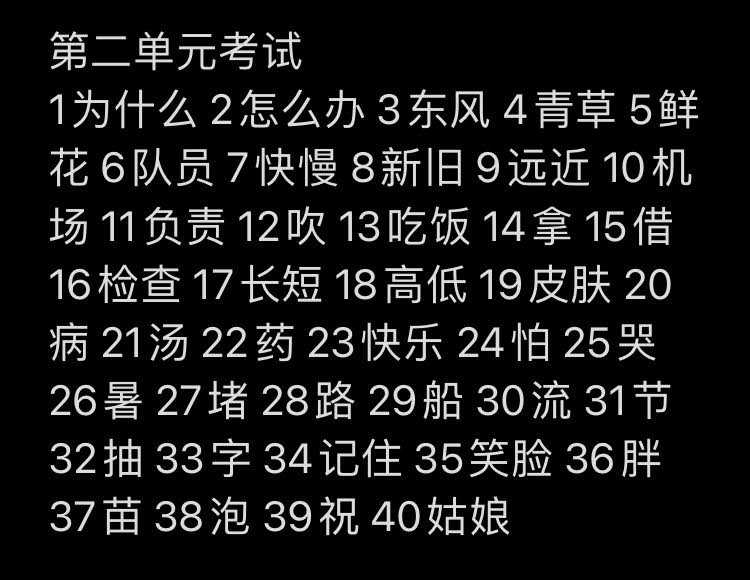 第二单元考试
1为什么 2怎么办 3东风 4青草 5鲜
花 6队员 7快慢 8新旧 9远近 10机
场 11负责 12吹 13吃饭 14拿 15借
16检查 17长短 18高低 19皮肤 20
病 21汤 22药 23快乐 24怕 25哭
26暑 27堵 28路 29船 30流 31节
32抽 33字 34记住 35笑脸 36胖
37苗 38泡 39祝 40姑娘